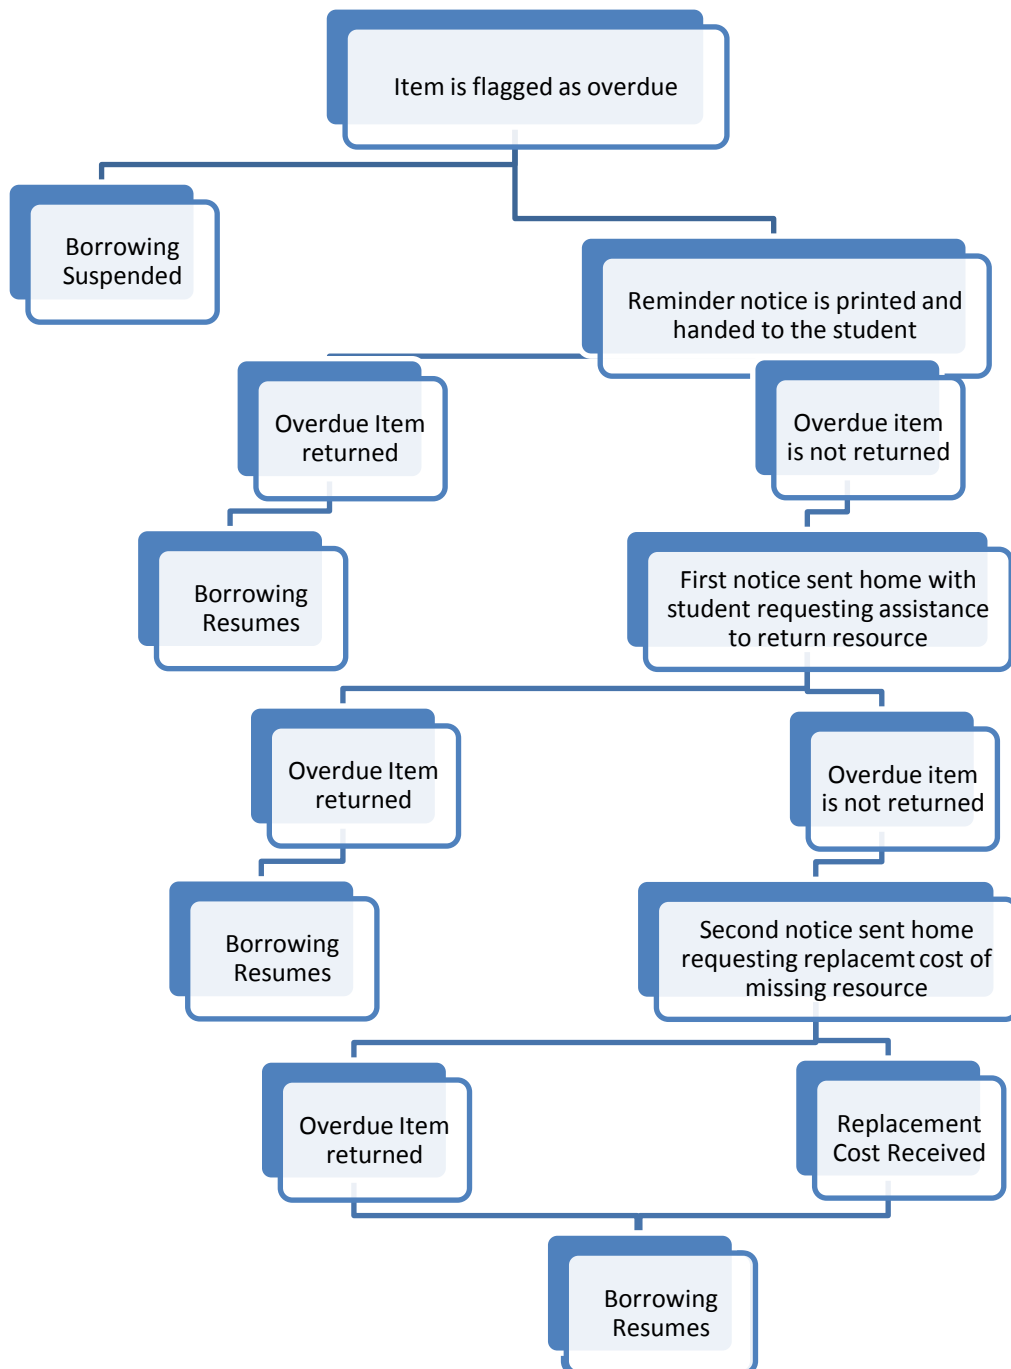 Item is flagged as overdue
Borrowing
Suspended
Reminder notice is printed and
handed to the student
Overdue Item
returned
Overdue item
is not returned
Borrowing
Resumes
First notice sent home with
student requesting assistance
to return resource
Overdue Item
returned
Overdue item
is not returned
Borrowing
Resumes
Second notice sent home
requesting replacemt cost of
missing resource
Overdue Item
returned
Replacement
Cost Received
Borrowing
Resumes